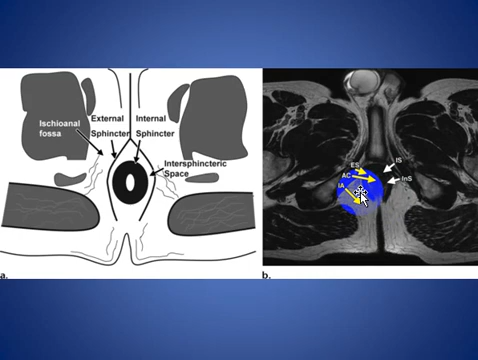 Ischioanal
fossa
External
Sphincter
Internal
Sphincter
Intersphincteric
Space
a.
ES
AC
IA
IS
InS
b.